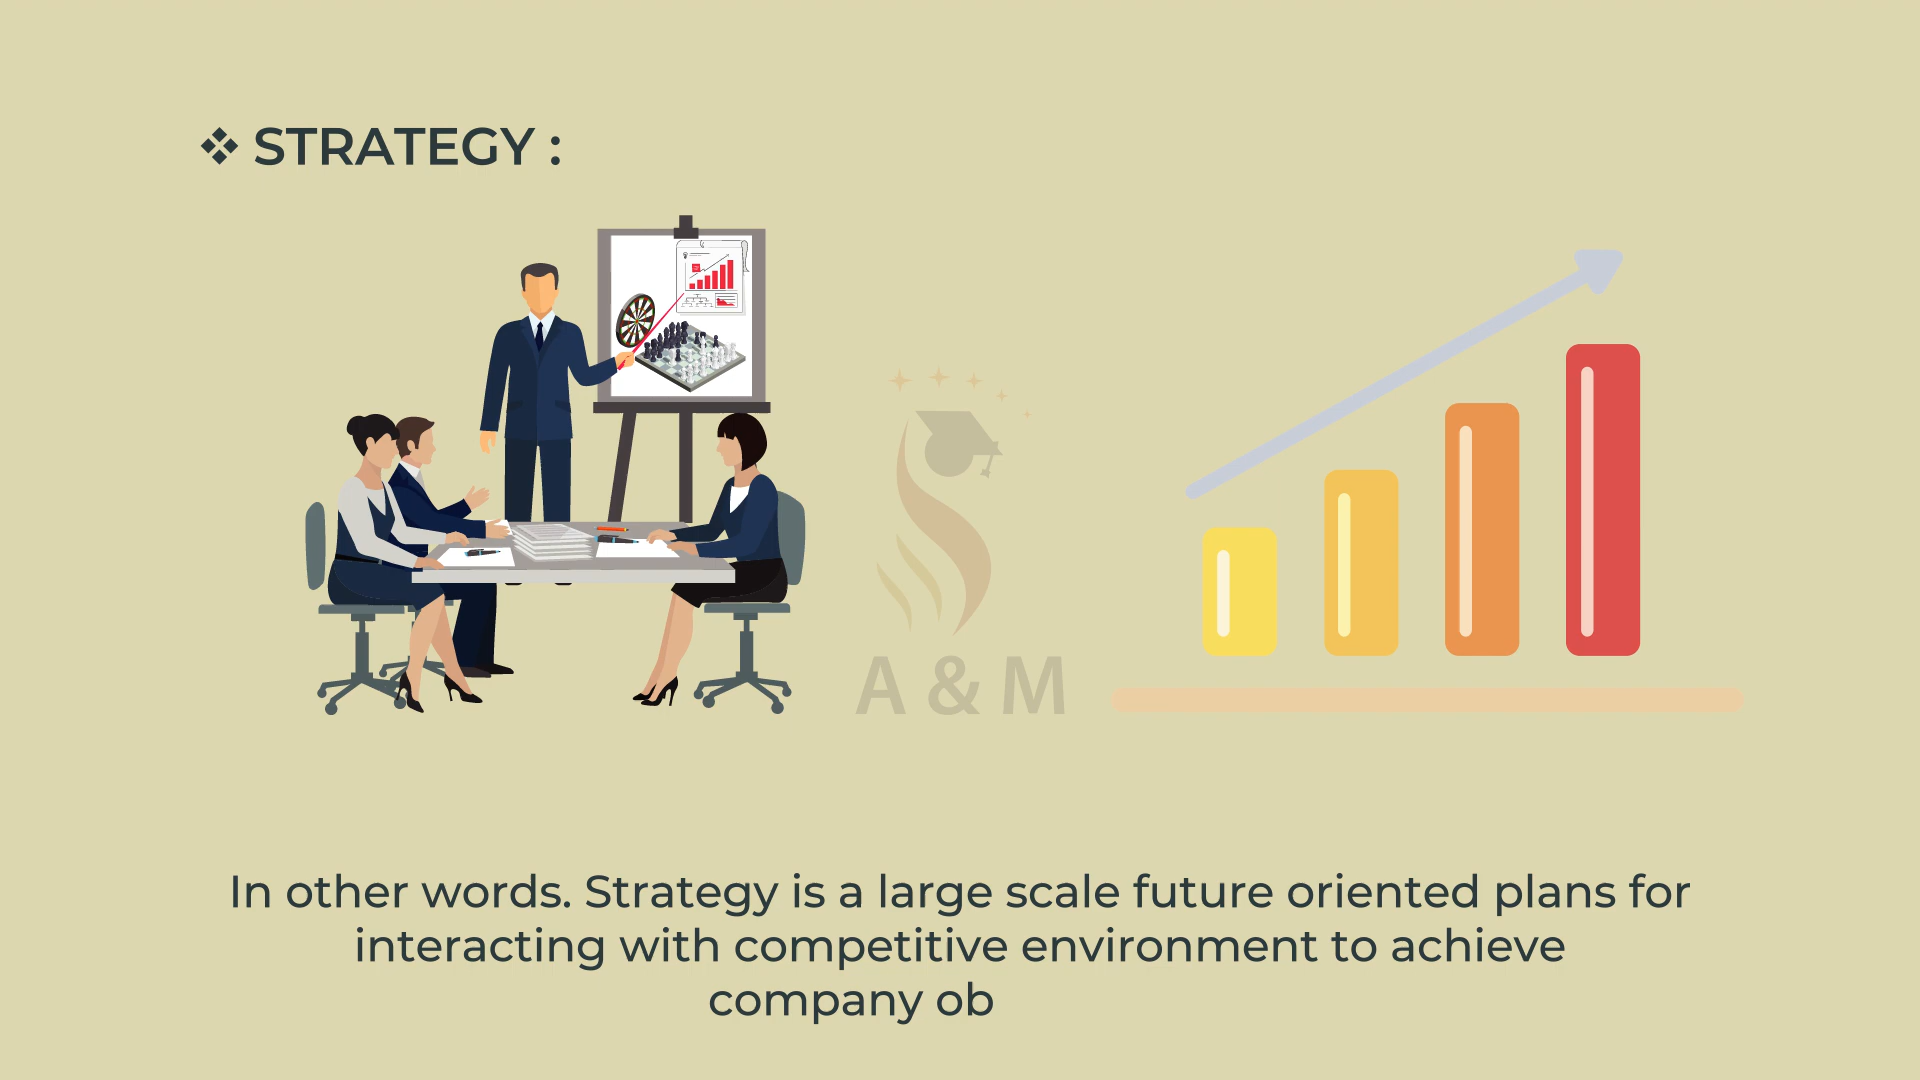 ❖ STRATEGY :
A & M
In other words. Strategy is a large scale future oriented plans for
interacting with competitive environment to achieve
company ob